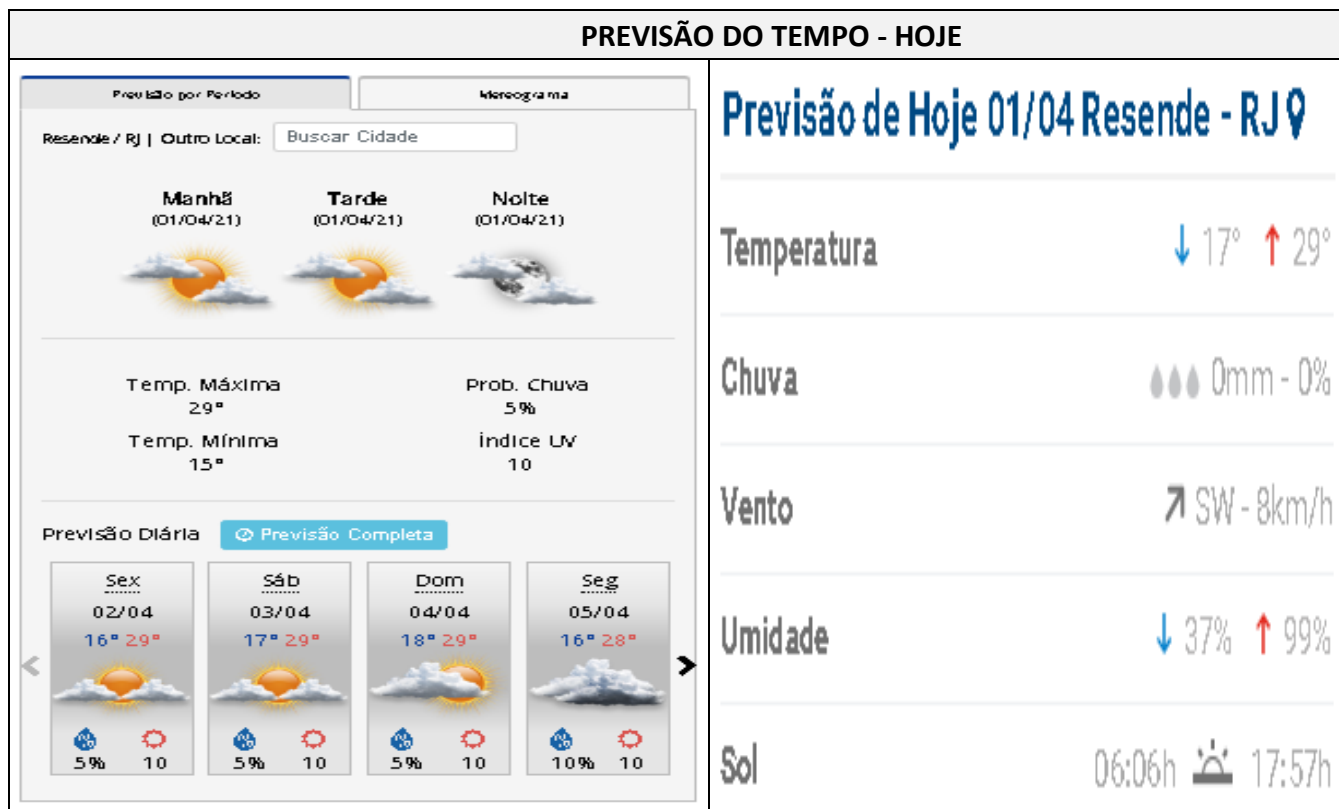 PREVISÃO DO TEMPO - HOJE
Previsão por Período
Meteograma
Resende / RJ | Outro Local: Buscar Cidade
Manhã Tarde Noite
(01/04/21) (01/04/21) (01/04/21)
Temp. Máxima Prob. Chuva
29° 5%
Temp. Mínima Índice UV
15° 10
Previsão Diária Previsão Completa
Sex Sáb Dom Seg
02/04 03/04 04/04 05/04
16° 29° 17° 29° 18° 29° 16° 28°
5% 10 5% 10 5% 10 10% 10
Previsão de Hoje 01/04 Resende - RJ
Temperatura 17° 29°
Chuva 0mm - 0%
Vento SW - 8km/h
Umidade 37% 99%
Sol 06:06h 17:57h